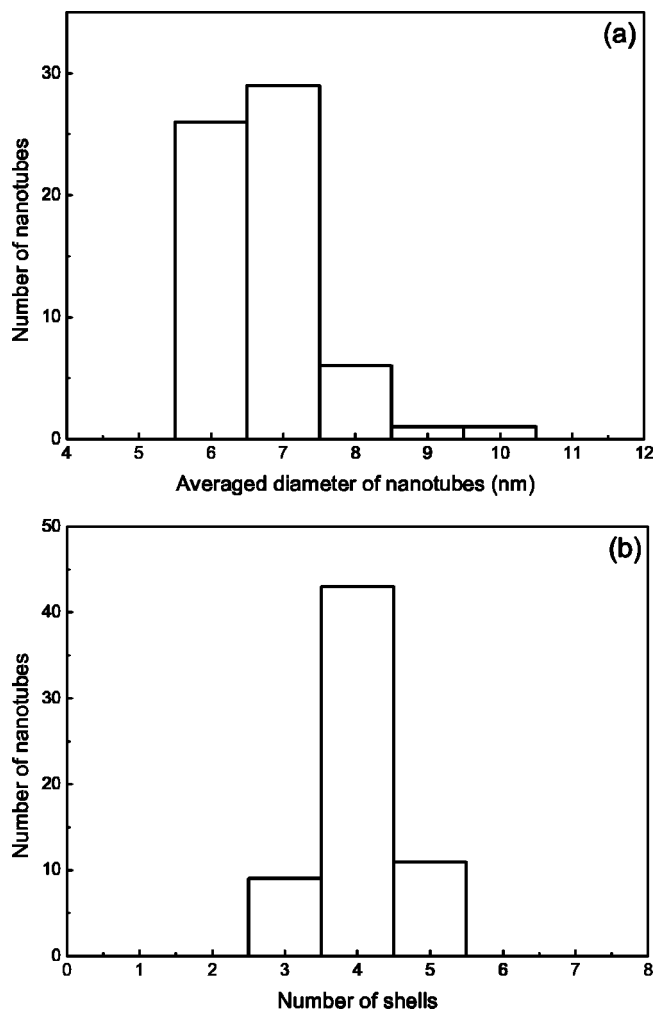 (a)
30
20
10
0
Number of nanotubes
4 5 6 7 8 9 10 11 12
Averaged diameter of nanotubes (nm)
(b)
50
40
30
20
10
0
Number of nanotubes
0 1 2 3 4 5 6 7 8
Number of shells